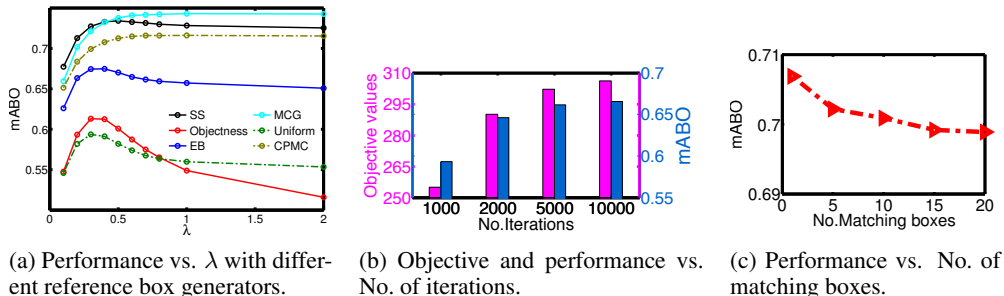 mABO
0.7
0.65
0.6
0.55
0 0.5 1 1.5 2
λ
SS
Objectness
EB
MCG
Uniform
CPMC
Objective values
310
295
280
265
250
1000 2000 5000 10000
No.Iterations
0.7
0.65
0.6
0.55
mABO
mABO
0.71
0.7
0.69
0 5 10 15 20
No.Matching boxes
(a) Performance vs. λ with differ-
ent reference box generators.
(b) Objective and performance vs.
No. of iterations.
(c) Performance vs. No. of
matching boxes.